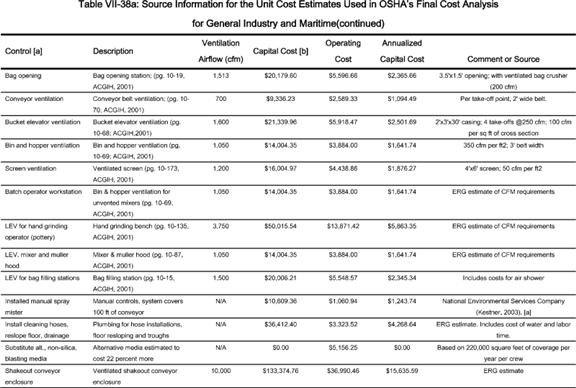 Table VII-38a: Source Information for the Unit Cost Estimates Used in OSHA's Final Cost Analysis
for General Industry and Maritime(continued)
Control [a] Description Ventilation Airflow (cfm) Capital Cost [b] Operating Cost Annualized Capital Cost Comment or Source
Bag opening Bag opening station; (pg. 10-19, ACGIH, 2001) 1,513 $20,179.60 $5,596.66 $2,365.66 3.5'x1.5' opening; with ventilated bag crusher (200 cfm)
Conveyor ventilation Conveyor belt ventilation; (pg. 10-70, ACGIH, 2001) 700 $9,336.23 $2,589.33 $1,094.49 Per take-off point, 2' wide belt.
Bucket elevator ventilation Bucket elevator ventilation (pg. 10-68; ACGIH,2001) 1,600 $21,339.96 $5,918.47 $2,501.69 2'x3'x30' casing; 4 take-offs @250 cfm; 100 cfm per sq ft of cross section
Bin and hopper ventilation Bin and hopper ventilation (pg. 10-69; ACGIH, 2001) 1,050 $14,004.35 $3,884.00 $1,641.74 350 cfm per ft2; 3' belt width
Screen ventilation Ventilated screen (pg. 10-173, ACGIH, 2001) 1,200 $16,004.97 $4,438.86 $1,876.27 4'x6' screen; 50 cfm per ft2
Batch operator workstation Bin & hopper ventilation for unvented mixers (pg. 10-69, ACGIH, 2001) 1,050 $14,004.35 $3,884.00 $1,641.74 ERG estimate of CFM requirements
LEV for hand grinding operator (pottery) Hand grinding bench (pg. 10-135, ACGIH, 2001) 3,750 $50,015.54 $13,871.42 $5,863.35 ERG estimate of CFM requirements
LEV, mixer and muller hood Mixer & muller hood (pg. 10-87, ACGIH, 2001) 1,050 $14,004.35 $3,884.00 $1,641.74 ERG estimate of CFM requirements
LEV for bag filling stations Bag filling station (pg. 10-15, ACGIH, 2001) 1,500 $20,006.21 $5,548.57 $2,345.34 Includes costs for air shower
Installed manual spray mister Manual controls, system covers 100 ft of conveyor N/A $10,609.36 $1,060.94 $1,243.74 National Environmental Services Company (Kestner, 2003). [a]
Install cleaning hoses, reslope floor, drainage Plumbing for hose installations, floor resloping and troughs N/A $36,412.40 $3,323.52 $4,268.64 ERG estimate. Includes cost of water and labor time.
Substitute alt., non-silica, blasting media Alternative media estimated to cost 22 percent more N/A $0.00 $5,156.25 $0.00 Based on 220,000 square feet of coverage per year per crew
Shakeout conveyor enclosure Ventilated shakeout conveyor enclosure 10,000 $133,374.76 $36,990.46 $15,635.59 ERG estimate